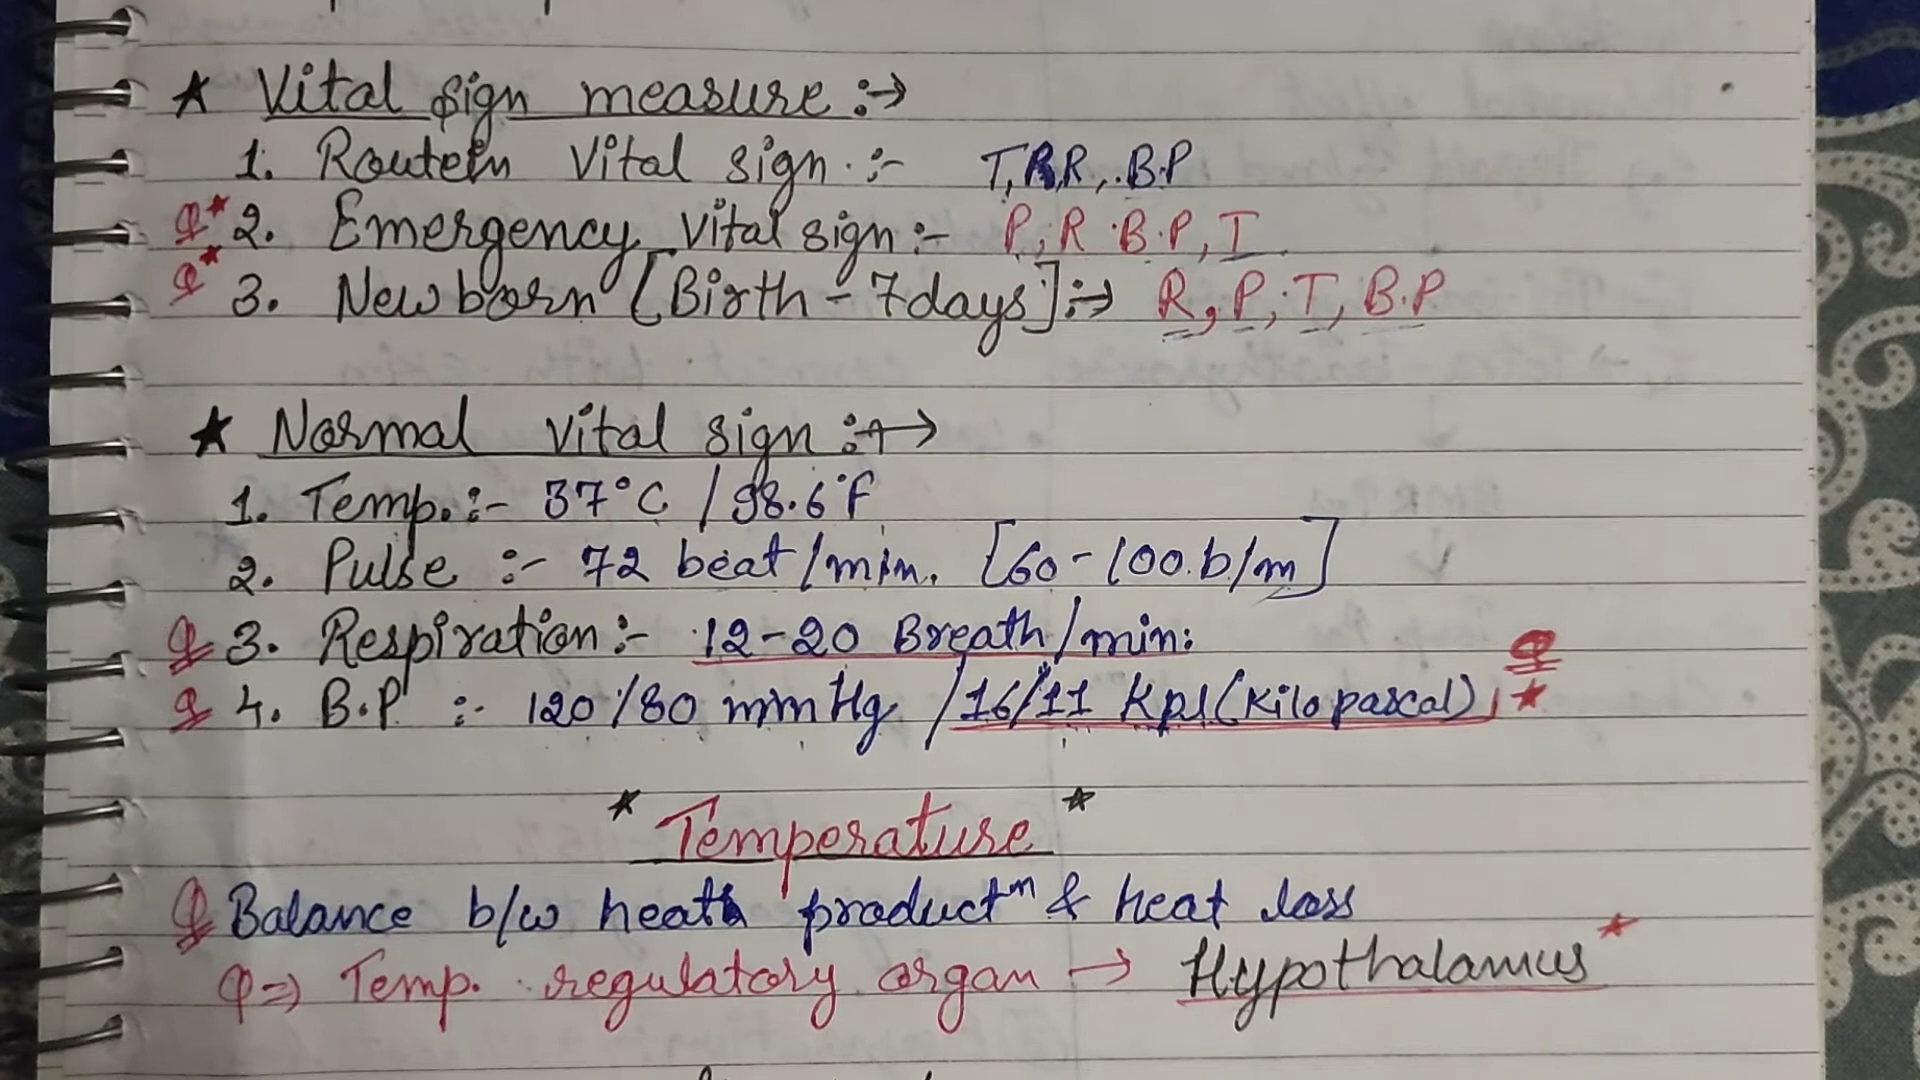 ★ Vital sign measure :→
1. Routein Vital sign :- T, P, R, B.P
Q* 2. Emergency Vital sign :- P, R B.P, T
Q* 3. New born [Birth - 7days] :→ R, P, T, B.P
★ Normal vital sign :→
1. Temp. :- 37°C / 98.6°F
2. Pulse :- 72 beat/min. [60-100.b/m]
Q 3. Respiration :- 12-20 Breath/min.
Q 4. B.P :- 120/80 mmHg / 16/11 Kpl (Kilo pascal) Q ★
* Temperature *
Q Balance b/w heat productn & heat loss
Q⇒ Temp. regulatory organ → Hypothalamus ★